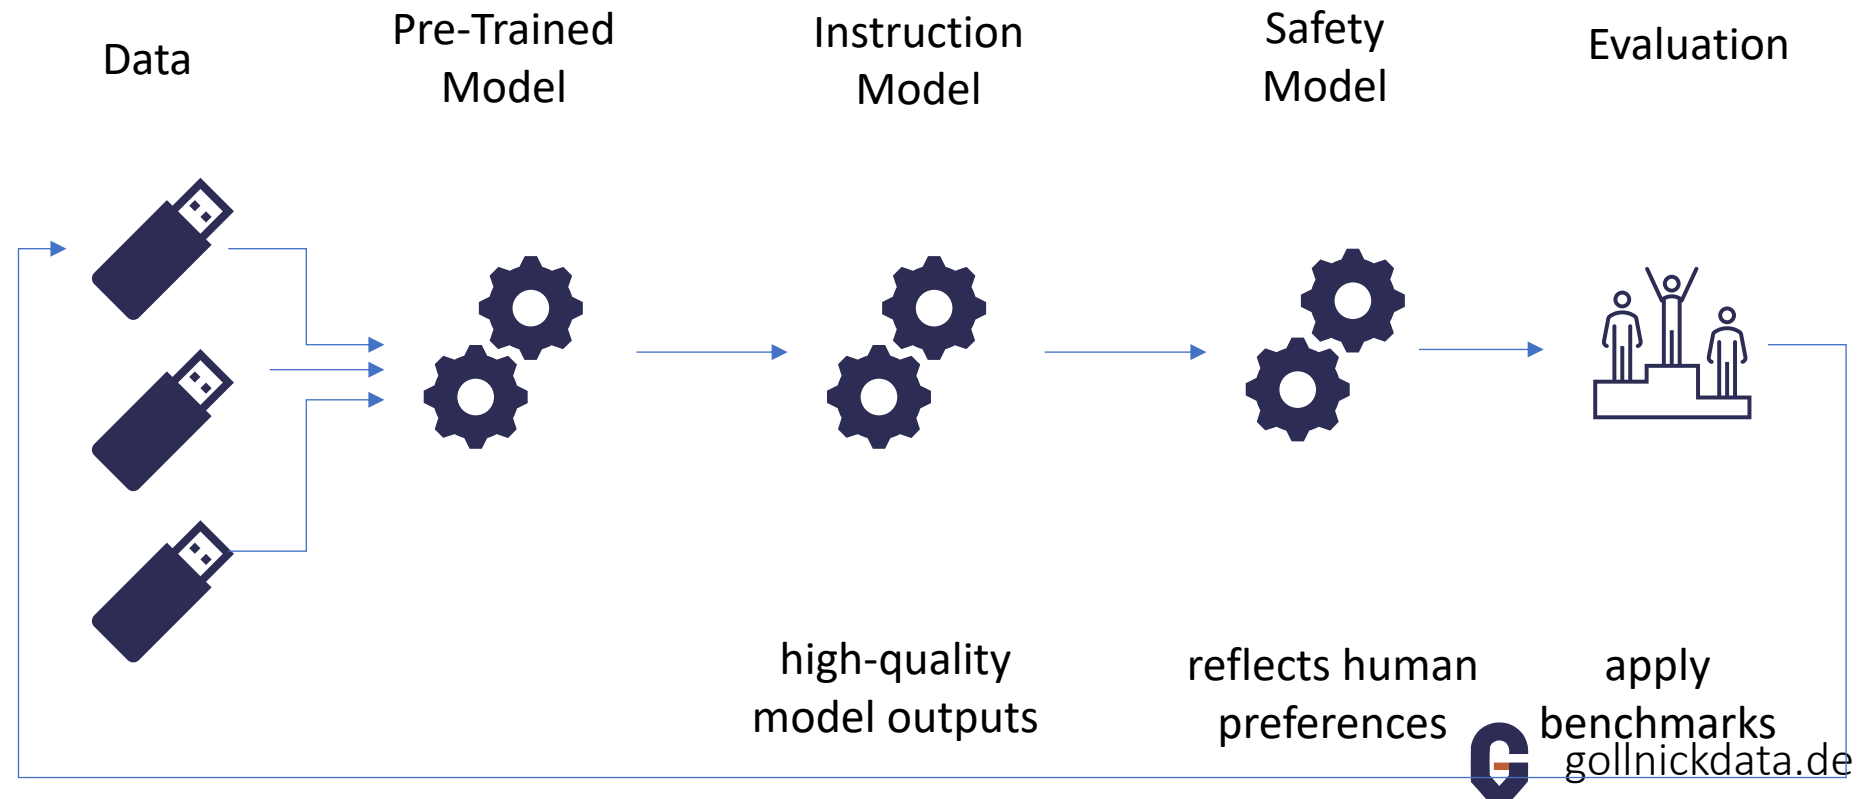 Data
Pre-Trained
Model
Instruction
Model
Safety
Model
Evaluation
high-quality
model outputs
reflects human
preferences
apply
benchmarks
gollnickdata.de